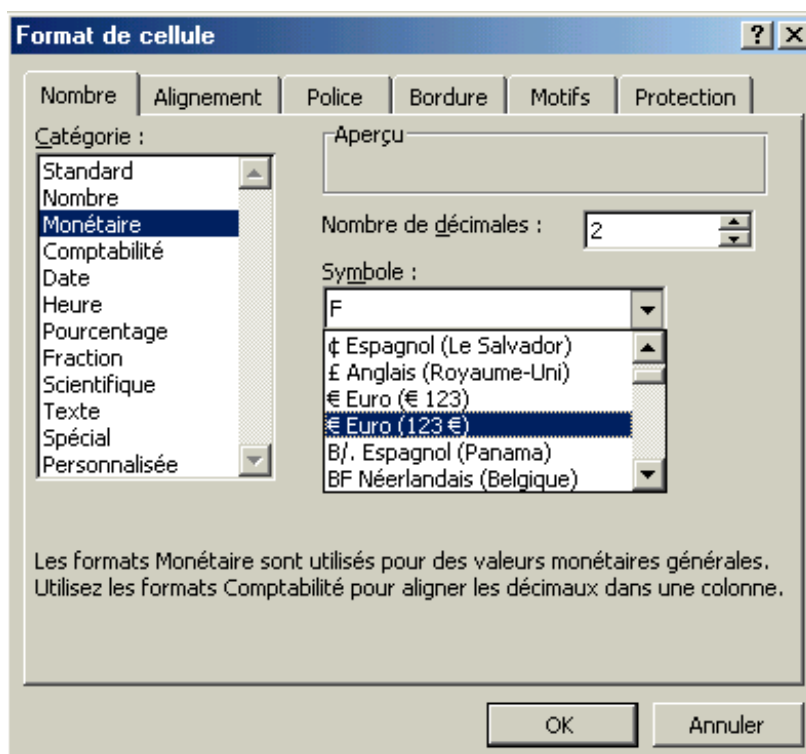 Format de cellule
Nombre Alignement Police Bordure Motifs Protection
Catégorie :
Standard
Nombre
Monétaire
Comptabilité
Date
Heure
Pourcentage
Fraction
Scientifique
Texte
Spécial
Personnalisée
Aperçu
Nombre de décimales : 2
Symbole :
F
₵ Espagnol (Le Salvador)
£ Anglais (Royaume-Uni)
€ Euro (€ 123)
€ Euro (123 €)
B/. Espagnol (Panama)
BF Néerlandais (Belgique)
Les formats Monétaire sont utilisés pour des valeurs monétaires générales.
Utilisez les formats Comptabilité pour aligner les décimaux dans une colonne.
OK Annuler